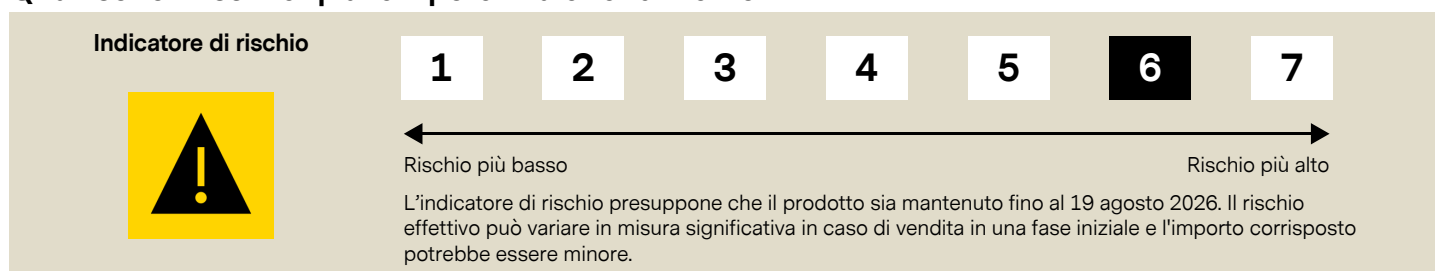 Indicatore di rischio
1 2 3 4 5 6 7
Rischio più basso Rischio più alto
L'indicatore di rischio presuppone che il prodotto sia mantenuto fino al 19 agosto 2026. Il rischio
effettivo può variare in misura significativa in caso di vendita in una fase iniziale e l'importo corrisposto
potrebbe essere minore.